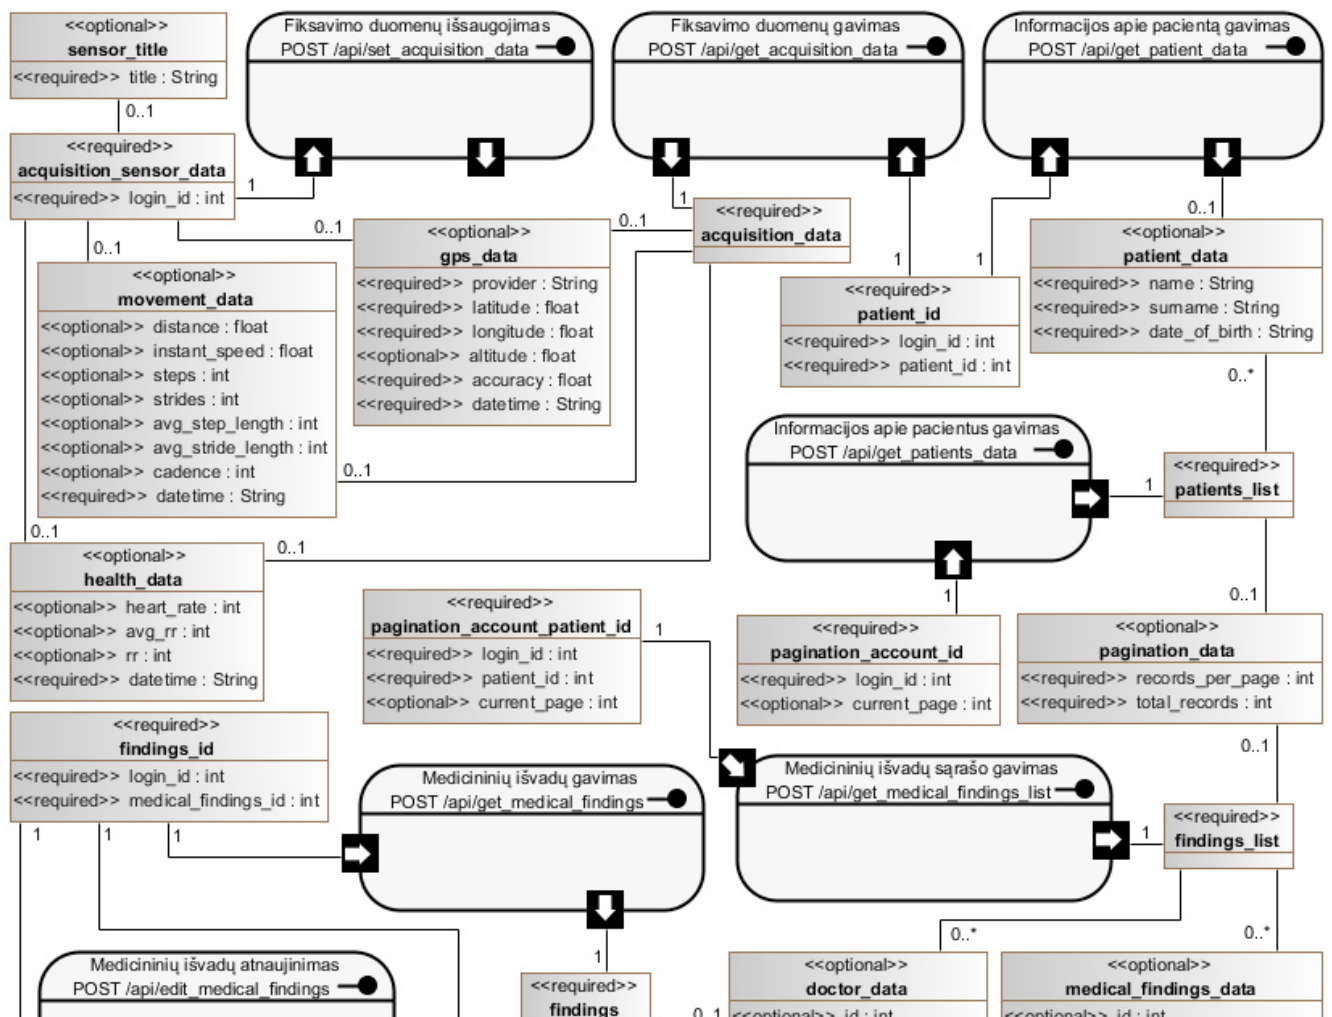 <<optional>>
sensor_title
<<required>> title : String
0..1
<<required>>
acquisition_sensor_data
<<required>> login_id : int
1
Fiksavimo duomenų išsaugojimas
POST /api/set_acquisition_data
Fiksavimo duomenų gavimas
POST /api/get_acquisition_data
Informacijos apie pacientą gavimas
POST /api/get_patient_data
0..1
<<optional>>
movement_data
<<optional>> distance : float
<<optional>> instant_speed : float
<<optional>> steps : int
<<optional>> strides : int
<<optional>> avg_step_length : int
<<optional>> avg_stride_length : int
<<optional>> cadence : int
<<required>> datetime : String
0..1
0..1
<<optional>>
gps_data
<<required>> provider : String
<<required>> latitude : float
<<required>> longitude : float
<<optional>> altitude : float
<<required>> accuracy : float
<<required>> datetime : String
0..1
1
<<required>>
acquisition_data
1
1
<<required>>
patient_id
<<required>> login_id : int
<<required>> patient_id : int
0..1
<<optional>>
patient_data
<<required>> name : String
<<required>> surname : String
<<required>> date_of_birth : String
0..*
Informacijos apie pacientus gavimas
POST /api/get_patients_data
1
<<required>>
patients_list
0..1
0..1
<<optional>>
health_data
<<optional>> heart_rate : int
<<optional>> avg_rr : int
<<optional>> rr : int
<<required>> datetime : String
0..1
<<required>>
pagination_account_patient_id
<<required>> login_id : int
<<required>> patient_id : int
<<optional>> current_page : int
1
1
<<required>>
pagination_account_id
<<required>> login_id : int
<<optional>> current_page : int
<<optional>>
pagination_data
<<required>> records_per_page : int
<<required>> total_records : int
0..1
<<required>>
findings_id
<<required>> login_id : int
<<required>> medical_findings_id : int
1
1
1
Medicininių išvadų gavimas
POST /api/get_medical_findings
Medicininių išvadų sąrašo gavimas
POST /api/get_medical_findings_list
1
<<required>>
findings_list
0..*
0..*
Medicininių išvadų atnaujinimas
POST /api/edit_medical_findings
1
<<required>>
findings
0..1
<<optional>>
doctor_data
<<optional>> id : int
<<optional>>
medical_findings_data
<<optional>> id : int